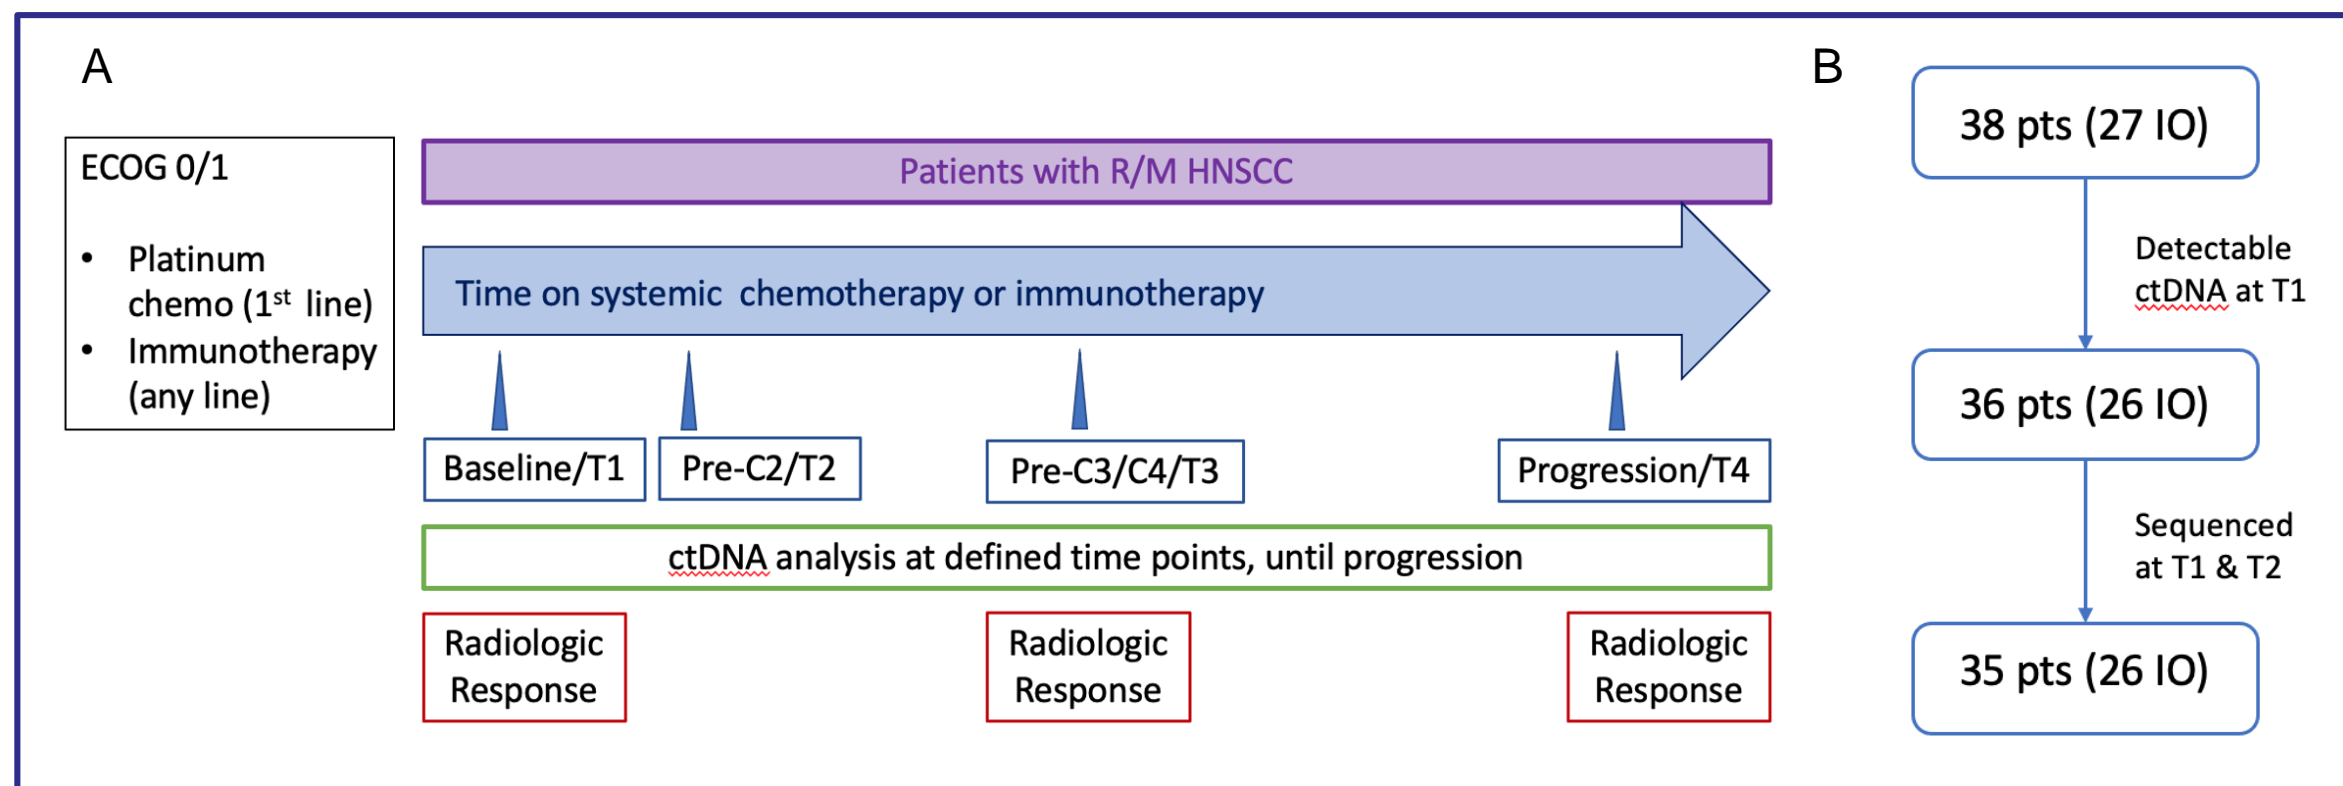 A
ECOG 0/1
• Platinum
chemo (1st line)
• Immunotherapy
(any line)
Patients with R/M HNSCC
Time on systemic chemotherapy or immunotherapy
Baseline/T1
Pre-C2/T2
Pre-C3/C4/T3
Progression/T4
ctDNA analysis at defined time points, until progression
Radiologic
Response
Radiologic
Response
Radiologic
Response
B
38 pts (27 IO)
Detectable
ctDNA at T1
36 pts (26 IO)
Sequenced
at T1 & T2
35 pts (26 IO)